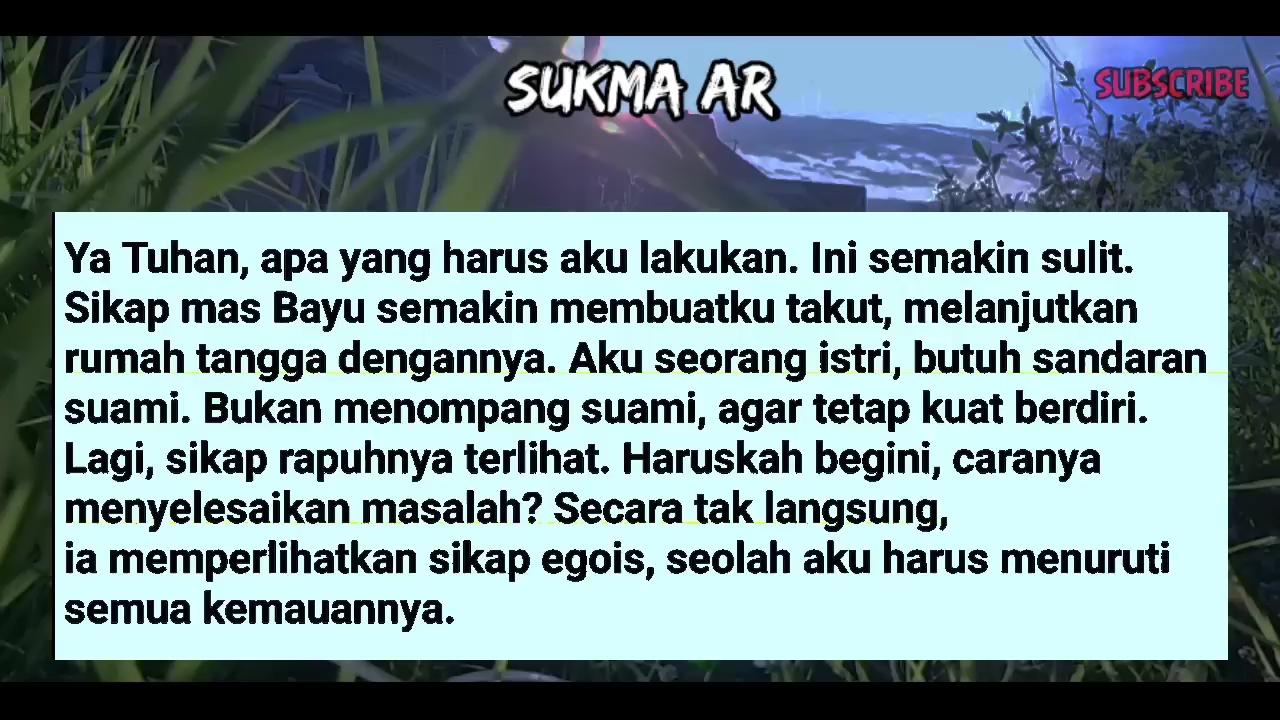 SUKMA AR
SUBSCRIBE
Ya Tuhan, apa yang harus aku lakukan. Ini semakin sulit.
Sikap mas Bayu semakin membuatku takut, melanjutkan
rumah tangga dengannya. Aku seorang istri, butuh sandaran
suami. Bukan menompang suami, agar tetap kuat berdiri.
Lagi, sikap rapuhnya terlihat. Haruskah begini, caranya
menyelesaikan masalah? Secara tak langsung,
ia memperlihatkan sikap egois, seolah aku harus menuruti
semua kemauannya.